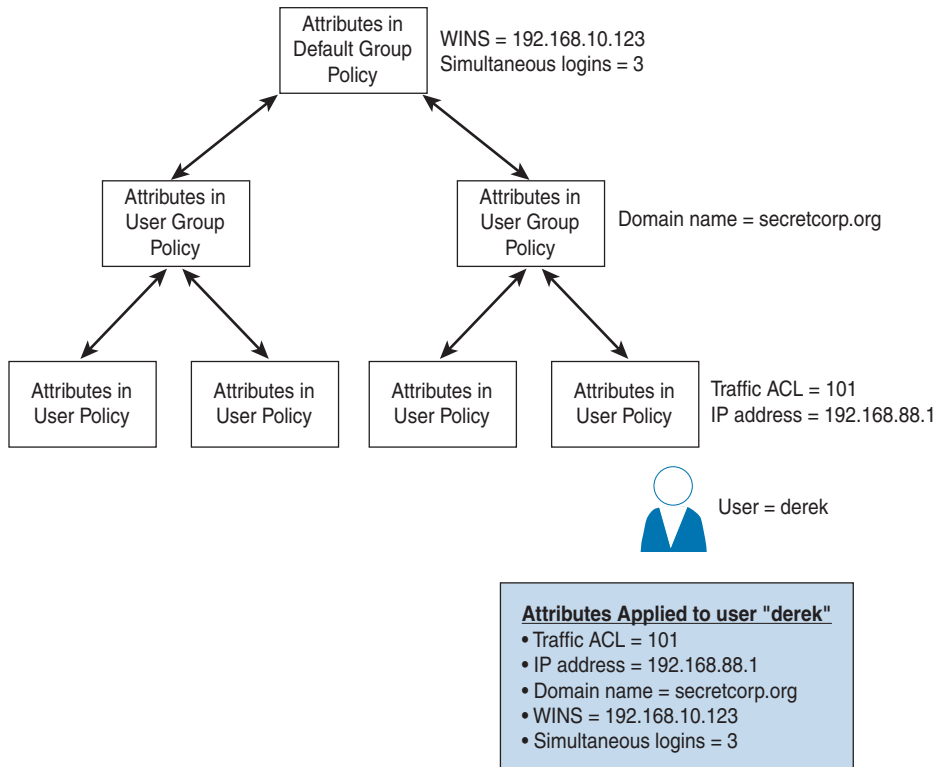 Attributes in
Default Group
Policy
WINS = 192.168.10.123
Simultaneous logins = 3
Attributes in
User Group
Policy
Attributes in
User Group
Policy
Domain name = secretcorp.org
Attributes in
User Policy
Attributes in
User Policy
Attributes in
User Policy
Attributes in
User Policy
Traffic ACL = 101
IP address = 192.168.88.1
User = derek
Attributes Applied to user "derek"
• Traffic ACL = 101
• IP address = 192.168.88.1
• Domain name = secretcorp.org
• WINS = 192.168.10.123
• Simultaneous logins = 3